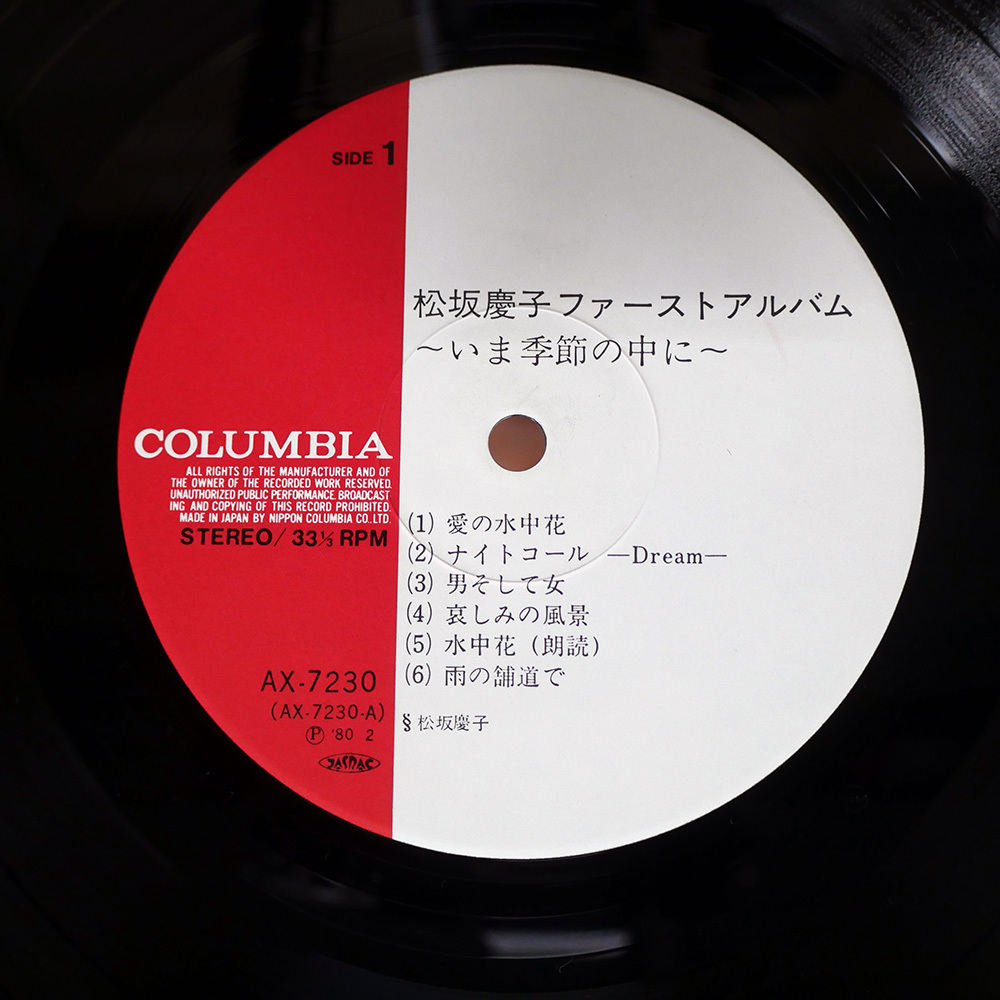 SIDE 1
松坂慶子ファーストアルバム
～いま季節の中に～
COLUMBIA
ALL RIGHTS OF THE MANUFACTURER AND OF
THE OWNER OF THE RECORDED WORK RESERVED.
UNAUTHORIZED PUBLIC PERFORMANCE. BROADCAST
ING AND COPYING OF THIS RECORD PROHIBITED.
MADE IN JAPAN BY NIPPON COLUMBIA CO., LTD.
STEREO/ 33⅓ RPM
(1) 愛の水中花
(2) ナイトコール ―Dream―
(3) 男そして女
(4) 哀しみの風景
(5) 水中花 (朗読)
(6) 雨の舗道で
§ 松坂慶子
AX-7230
(AX-7230-A)
Ⓟ '80 2
JASRAC